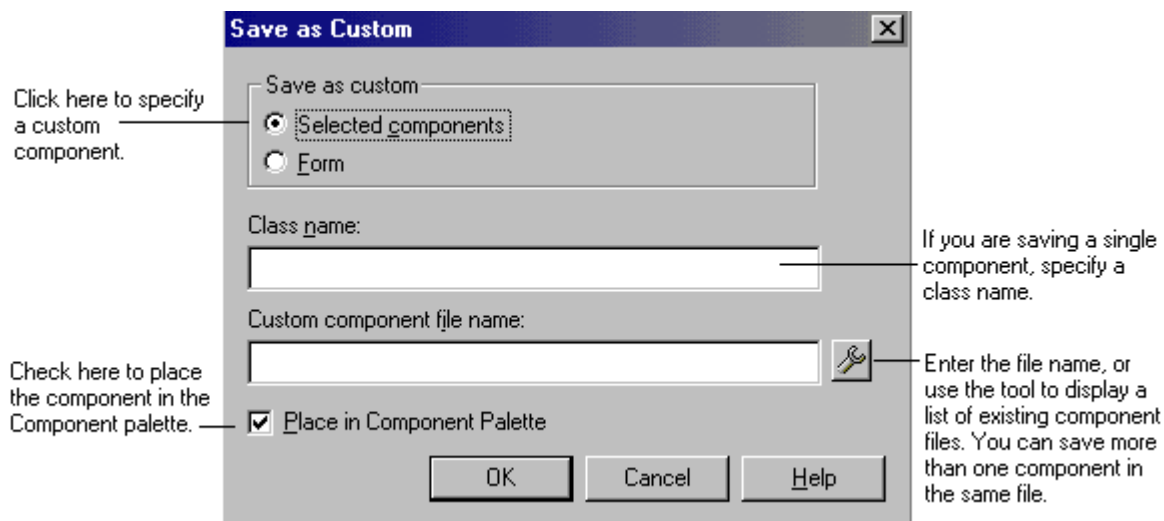 Save as Custom
Save as custom
Click here to specify
a custom
component.
Selected components
Form
Class name:
If you are saving a single
component, specify a
class name.
Custom component file name:
Check here to place
the component in the
Component palette.
Enter the file name, or
use the tool to display a
list of existing component
files. You can save more
than one component in
the same file.
Place in Component Palette
OK
Cancel
Help